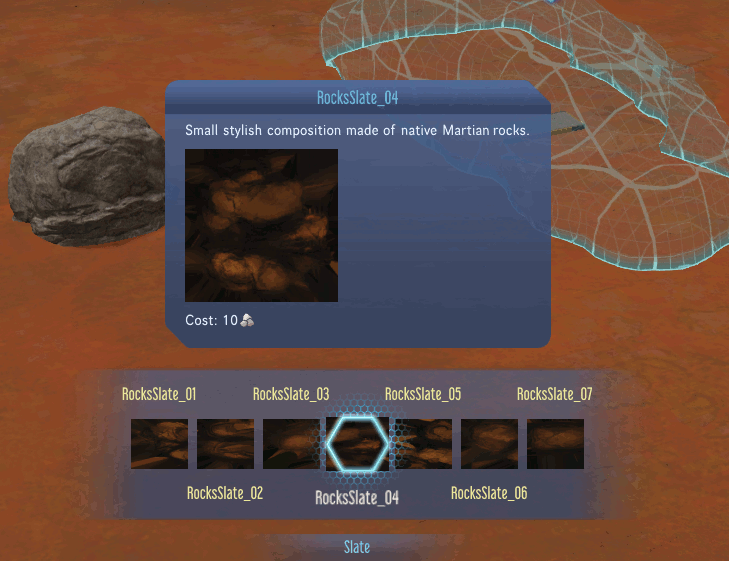 RocksSlate_04
Small stylish composition made of native Martian rocks.
Cost: 10
RocksSlate_01 RocksSlate_03 RocksSlate_05 RocksSlate_07
RocksSlate_02 RocksSlate_04 RocksSlate_06
Slate